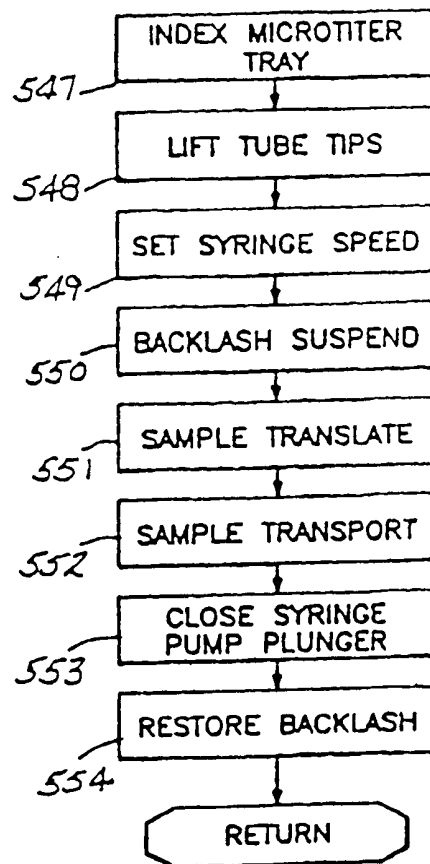 INDEX MICROTITER
TRAY
547
LIFT TUBE TIPS
548
SET SYRINGE SPEED
549
BACKLASH SUSPEND
550
SAMPLE TRANSLATE
551
SAMPLE TRANSPORT
552
CLOSE SYRINGE
PUMP PLUNGER
553
RESTORE BACKLASH
554
RETURN